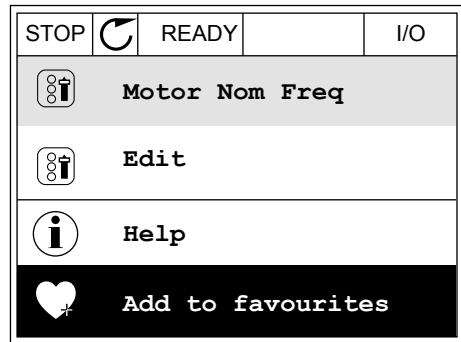 STOP READY I/O
Motor Nom Freq
Edit
Help
Add to favourites